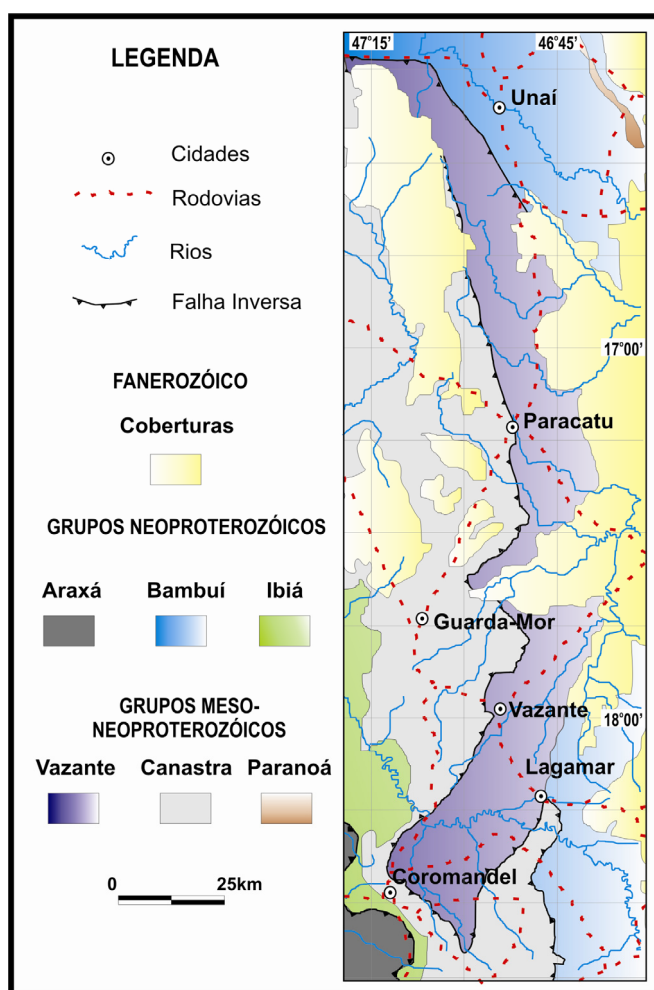 LEGENDA
Cidades
Rodovias
Rios
Falha Inversa
FANEROZÓICO
Coberturas
GRUPOS NEOPROTEROZÓICOS
Araxá Bambuí Ibiá
GRUPOS MESO-
NEOPROTEROZÓICOS
Vazante Canastra Paranoá
0 25km
47°15' 46°45'
Unaí
17°00'
Paracatu
Guarda-Mor
Vazante
18°00'
Lagamar
Coromandel